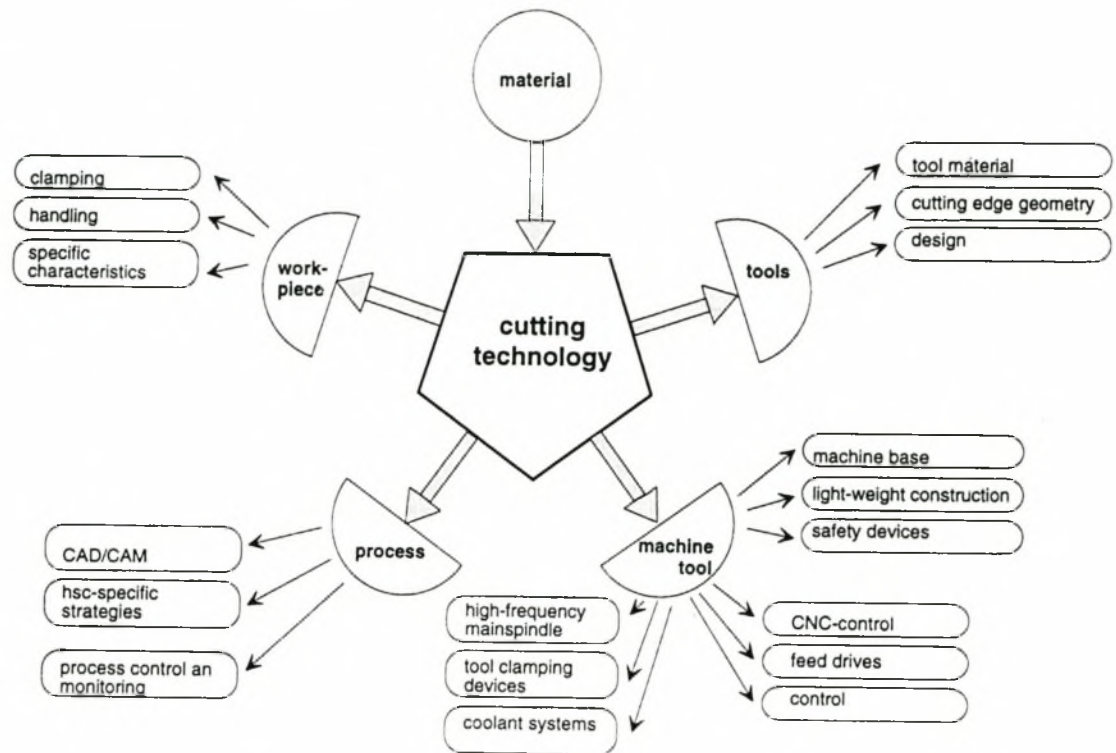 material
clamping
handling
specific
characteristics
work-
piece
tool material
cutting edge geometry
design
tools
cutting
technology
machine base
light-weight construction
safety devices
process
machine
tool
CAD/CAM
hsc-specific
strategies
process control an
monitoring
high-frequency
mainspindle
tool clamping
devices
coolant systems
CNC-control
feed drives
control